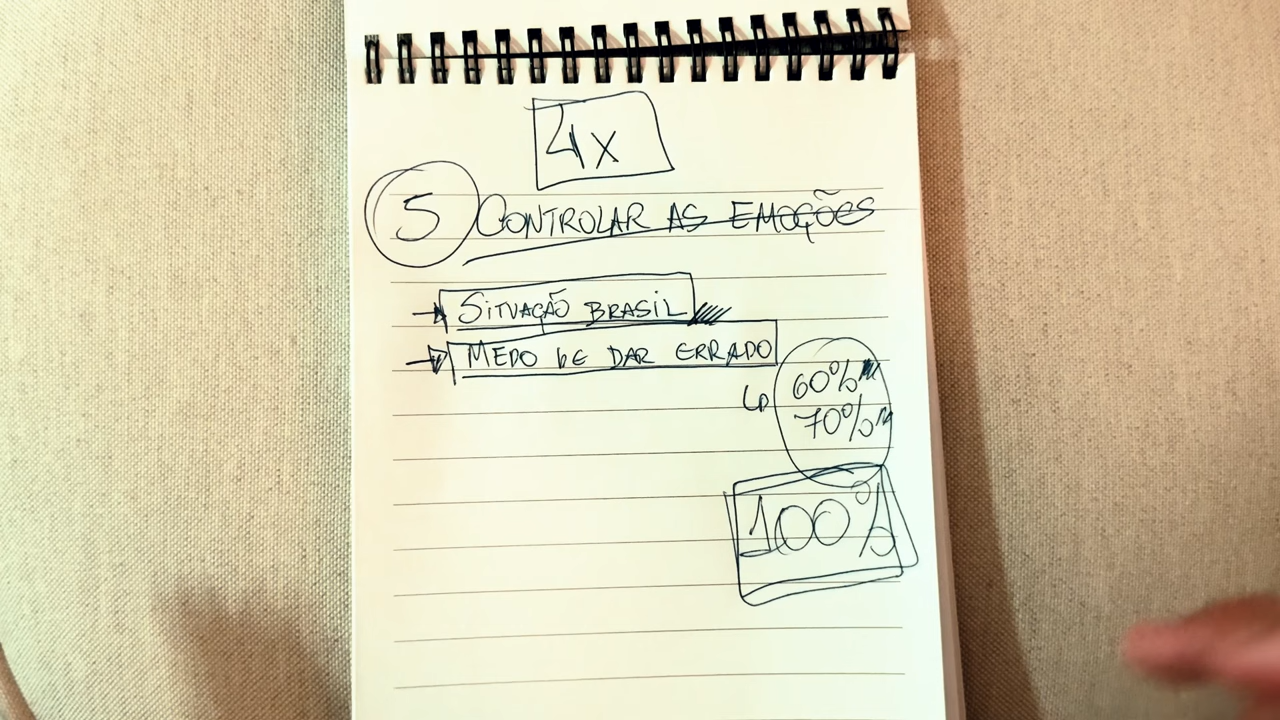 4x
5 CONTROLAR AS EMOÇÕES
SITUAÇÃO BRASIL
MEDO DE DAR ERRADO
60%
70%
100%